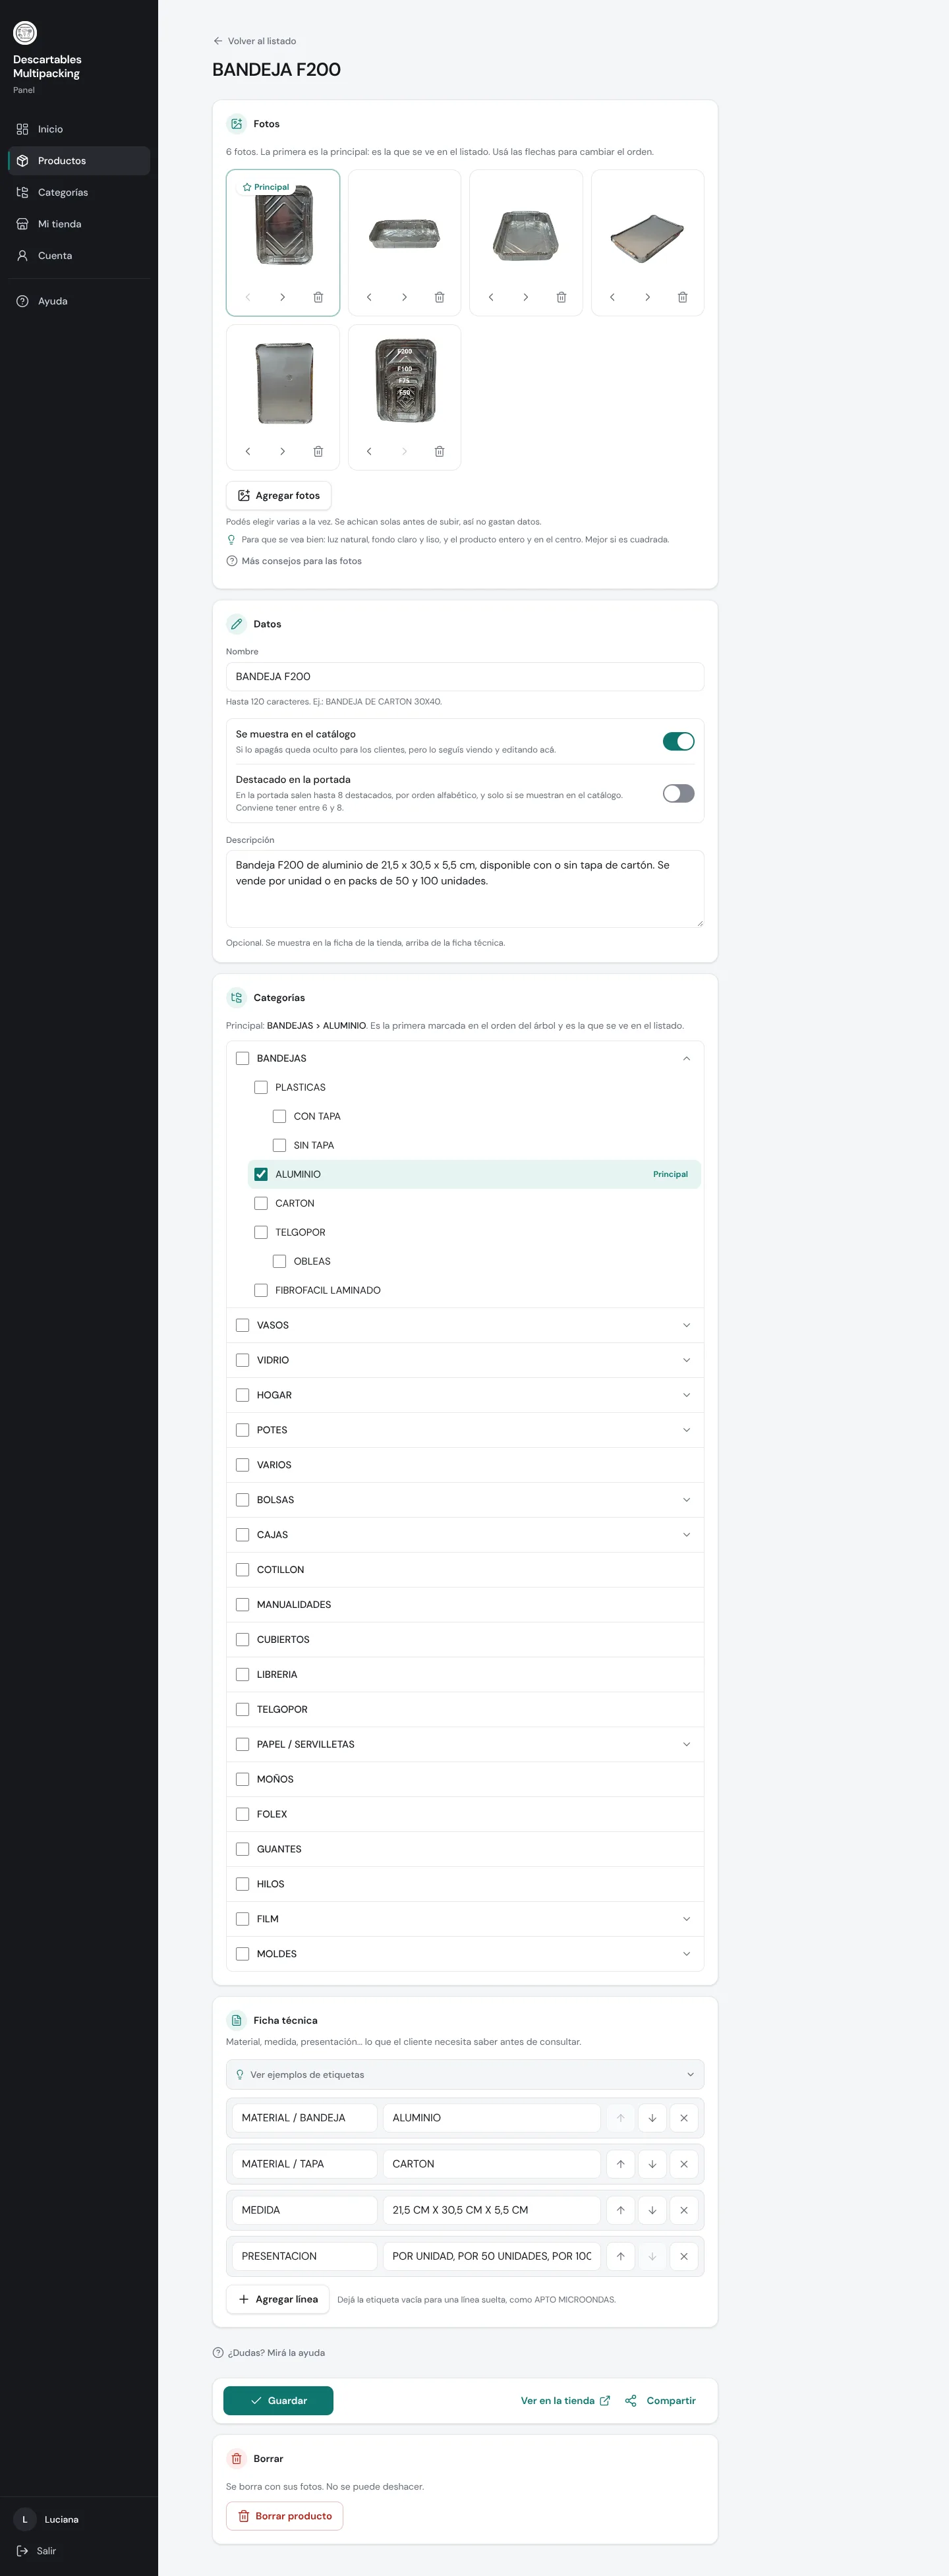 Descartables
Multipacking
Panel
Inicio
Productos
Categorías
Mi tienda
Cuenta
Ayuda
Volver al listado
BANDEJA F200
Fotos
6 fotos. La primera es la principal: es la que se ve en el listado. Usá las flechas para cambiar el orden.
Principal
F200
F100
F75
F50
Agregar fotos
Podés elegir varias a la vez. Se achican solas antes de subir, así no gastan datos.
Para que se vea bien: luz natural, fondo claro y liso, y el producto entero y en el centro. Mejor si es cuadrada.
Más consejos para las fotos
Datos
Nombre
BANDEJA F200
Hasta 120 caracteres. Ej.: BANDEJA DE CARTON 30X40.
Se muestra en el catálogo
Si lo apagás queda oculto para los clientes, pero lo seguís viendo y editando acá.
Destacado en la portada
En la portada salen hasta 8 destacados, por orden alfabético, y solo si se muestran en el catálogo.
Conviene tener entre 6 y 8.
Descripción
Bandeja F200 de aluminio de 21,5 x 30,5 x 5,5 cm, disponible con o sin tapa de cartón. Se
vende por unidad o en packs de 50 y 100 unidades.
Opcional. Se muestra en la ficha de la tienda, arriba de la ficha técnica.
Categorías
Principal: BANDEJAS > ALUMINIO. Es la primera marcada en el orden del árbol y es la que se ve en el listado.
BANDEJAS
PLASTICAS
CON TAPA
SIN TAPA
ALUMINIO Principal
CARTON
TELGOPOR
OBLEAS
FIBROFACIL LAMINADO
VASOS
VIDRIO
HOGAR
POTES
VARIOS
BOLSAS
CAJAS
COTILLON
MANUALIDADES
CUBIERTOS
LIBRERIA
TELGOPOR
PAPEL / SERVILLETAS
MOÑOS
FOLEX
GUANTES
HILOS
FILM
MOLDES
Ficha técnica
Material, medida, presentación... lo que el cliente necesita saber antes de consultar.
Ver ejemplos de etiquetas
MATERIAL / BANDEJA ALUMINIO
MATERIAL / TAPA CARTON
MEDIDA 21,5 CM X 30,5 CM X 5,5 CM
PRESENTACION POR UNIDAD, POR 50 UNIDADES, POR 100
Agregar línea Dejá la etiqueta vacía para una línea suelta, como APTO MICROONDAS.
¿Dudas? Mirá la ayuda
Guardar Ver en la tienda Compartir
Borrar
Se borra con sus fotos. No se puede deshacer.
Borrar producto
L Luciana
Salir